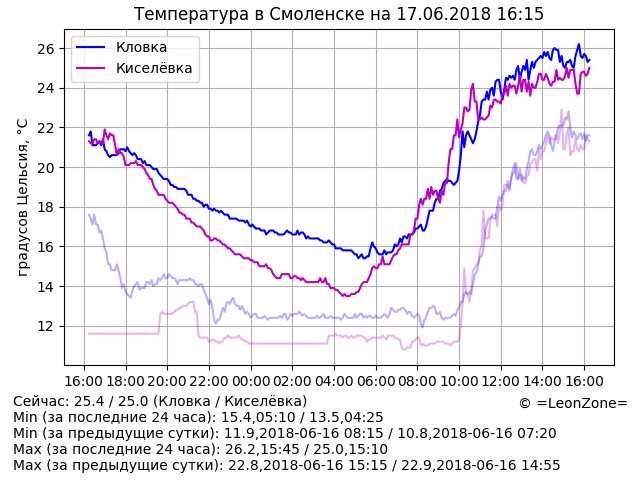 Температура в Смоленске на 17.06.2018 16:15
Кловка
Киселёвка
градусов Цельсия, °C
26
24
22
20
18
16
14
12
16:00 18:00 20:00 22:00 00:00 02:00 04:00 06:00 08:00 10:00 12:00 14:00 16:00
Сейчас: 25.4 / 25.0 (Кловка / Киселёвка)
© =LeonZone=
Min (за последние 24 часа): 15.4,05:10 / 13.5,04:25
Min (за предыдущие сутки): 11.9,2018-06-16 08:15 / 10.8,2018-06-16 07:20
Max (за последние 24 часа): 26.2,15:45 / 25.0,15:10
Max (за предыдущие сутки): 22.8,2018-06-16 15:15 / 22.9,2018-06-16 14:55